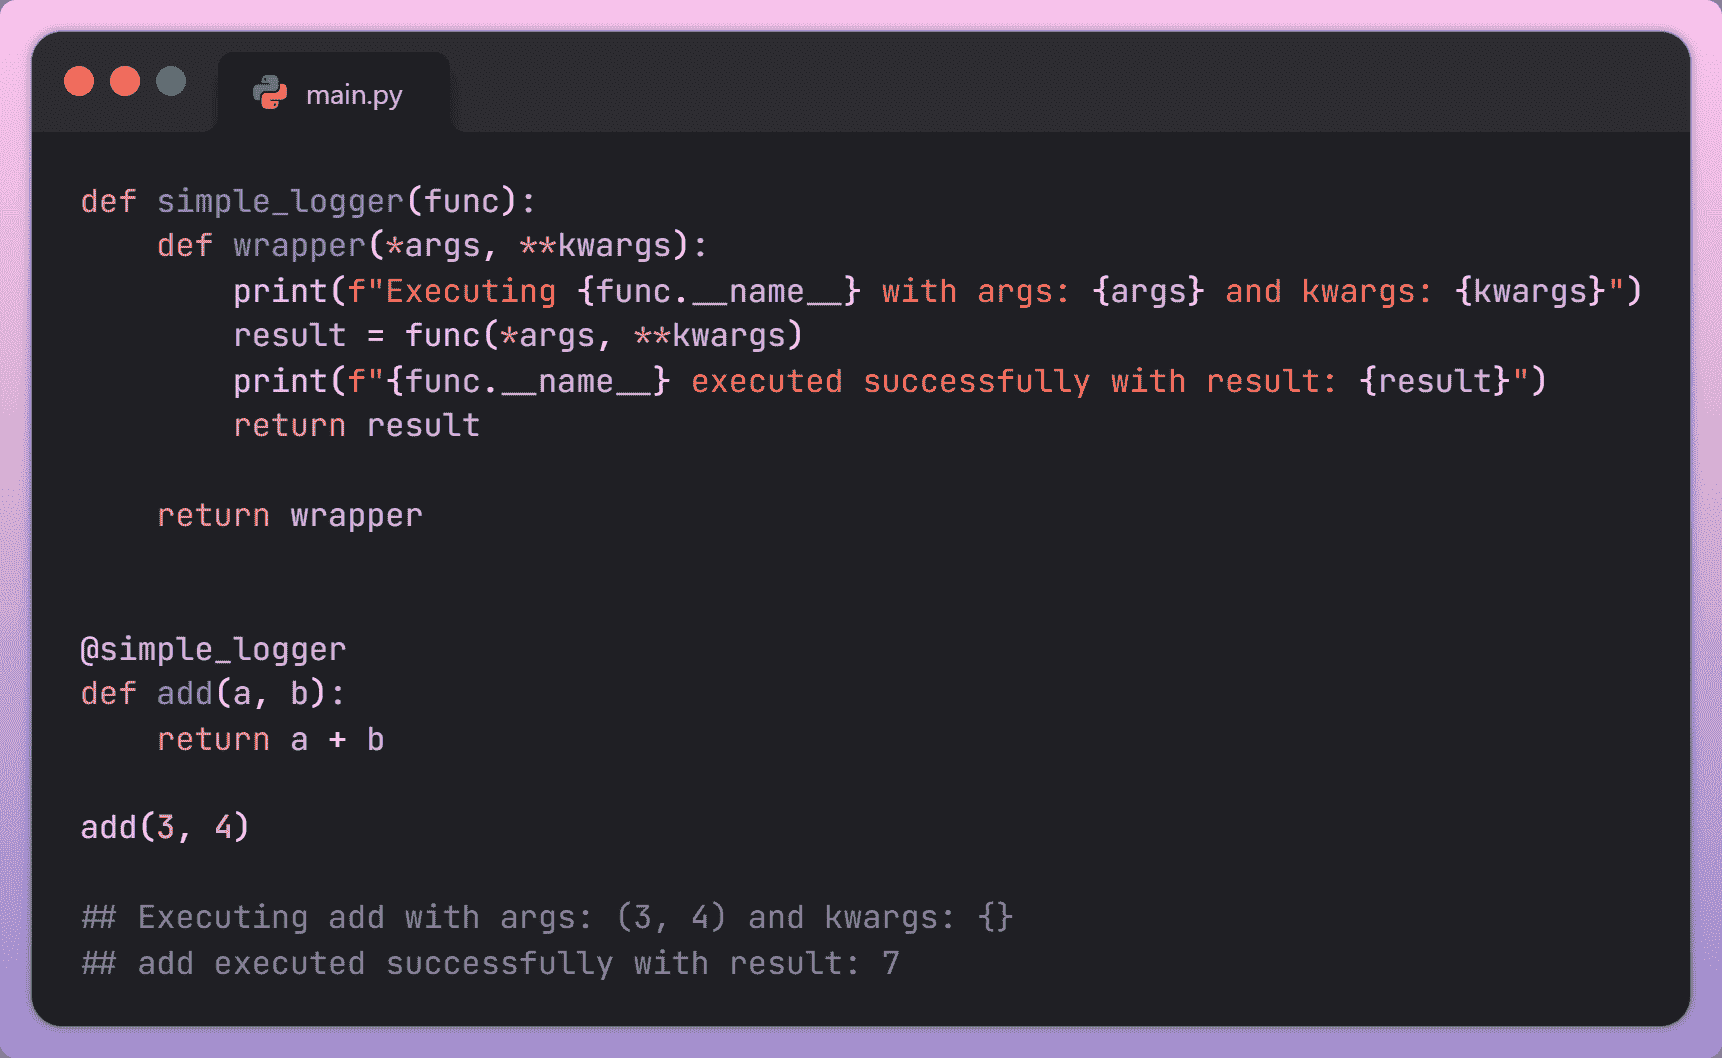 main.py
def simple_logger(func):
    def wrapper(*args, **kwargs):
        print(f"Executing {func.__name__} with args: {args} and kwargs: {kwargs}")
        result = func(*args, **kwargs)
        print(f"{func.__name__} executed successfully with result: {result}")
        return result
    return wrapper
@simple_logger
def add(a, b):
    return a + b
add(3, 4)
## Executing add with args: (3, 4) and kwargs: {}
## add executed successfully with result: 7